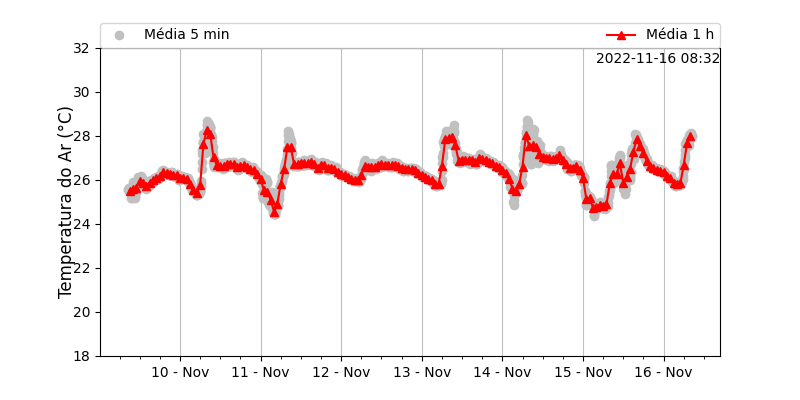 Média 5 min
Média 1 h
2022-11-16 08:32
Temperatura do Ar (°C)
32
30
28
26
24
22
20
18
10 - Nov
11 - Nov
12 - Nov
13 - Nov
14 - Nov
15 - Nov
16 - Nov